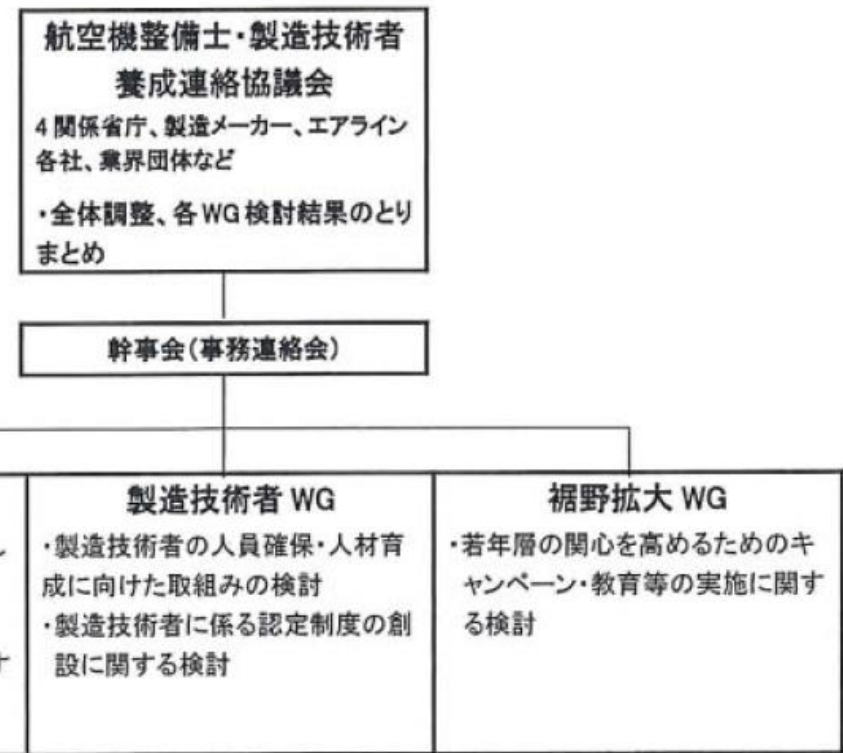 航空機整備士・製造技術者
養成連絡協議会
4関係省庁、製造メーカー、エアライン
各社、業界団体など
・全体調整、各WG検討結果のとり
まとめ
幹事会(事務連絡会)
製造技術者 WG
・製造技術者の人員確保・人材育
成に向けた取組みの検討
・製造技術者に係る認定制度の創
設に関する検討
裾野拡大 WG
・若年層の関心を高めるためのキ
ャンペーン・教育等の実施に関す
る検討